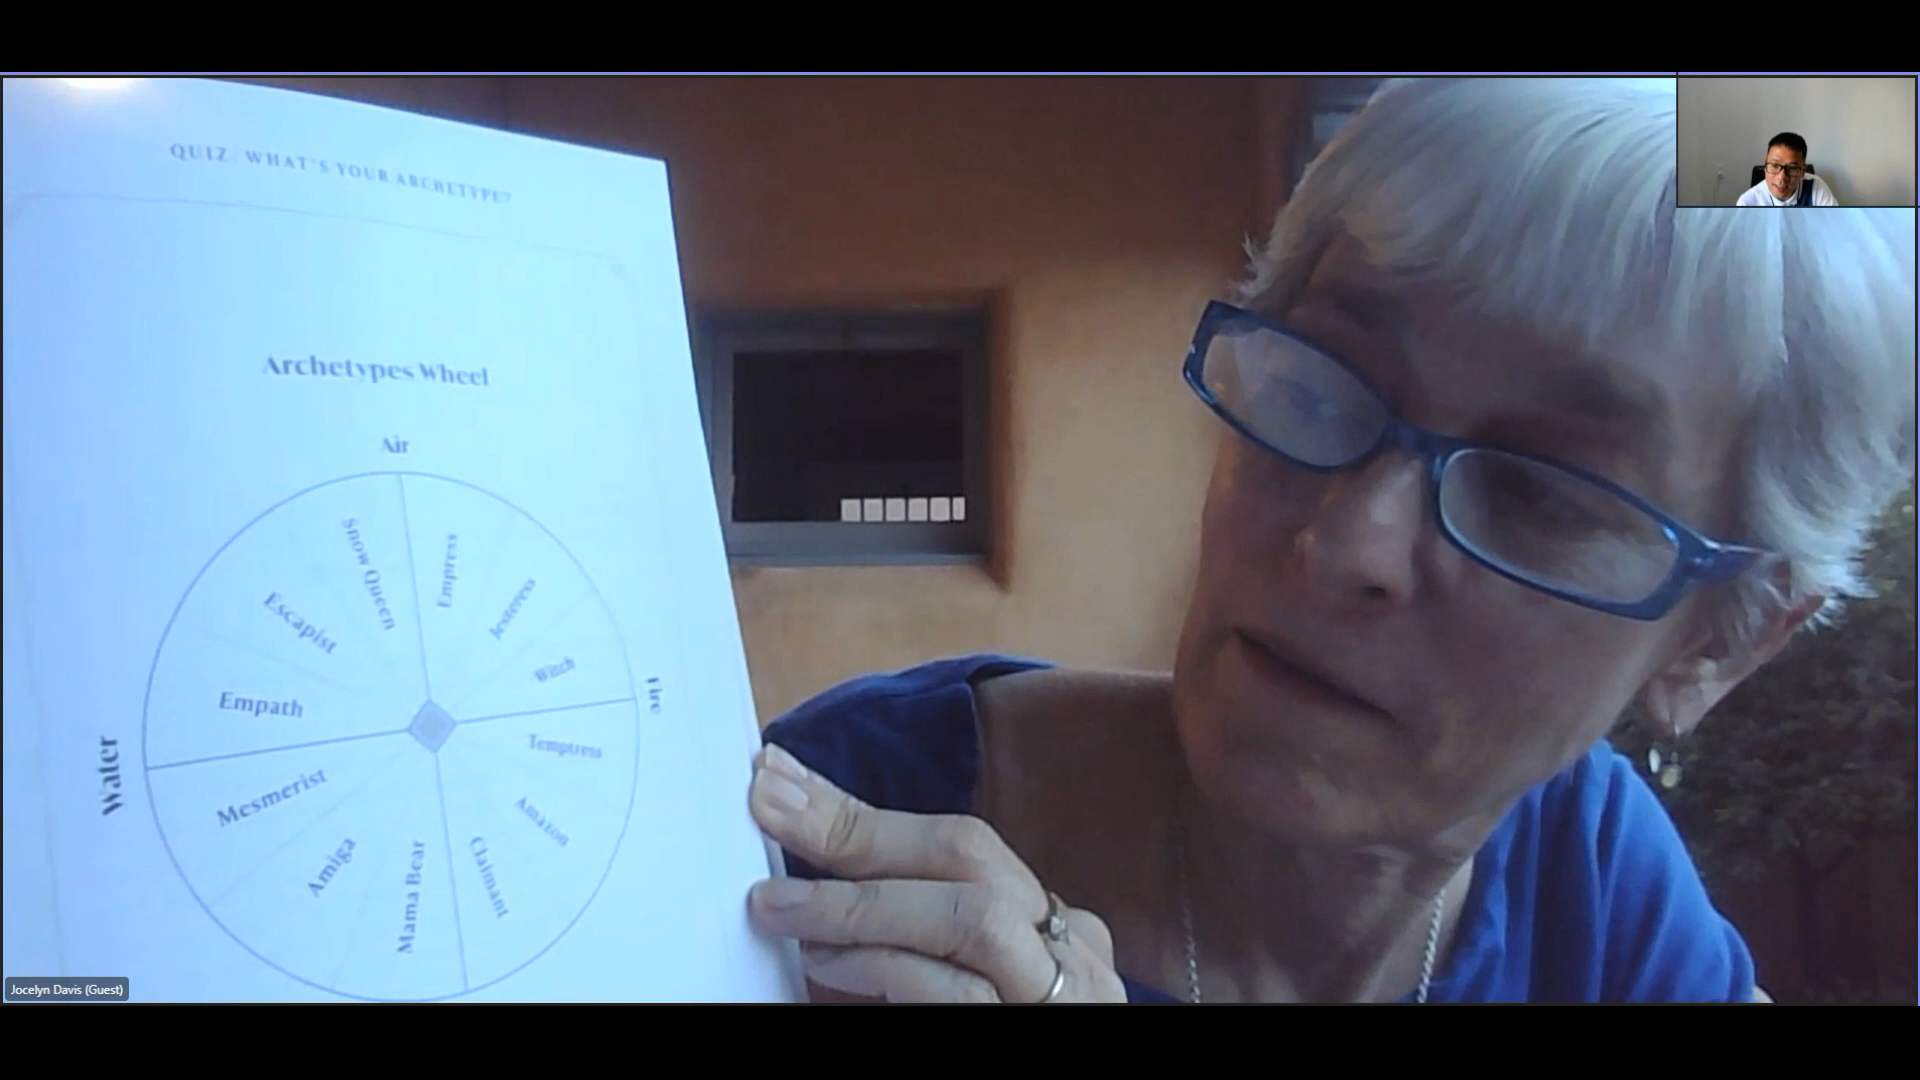 QUIZ: WHAT'S YOUR ARCHETYPE?
Archetypes Wheel
Air
Snow Queen
Empress
Escapist
Jesteress
Witch
Empath
Fire
Water
Temptress
Mesmerist
Amazon
Amiga
Mama Bear
Claimant
Jocelyn Davis (Guest)